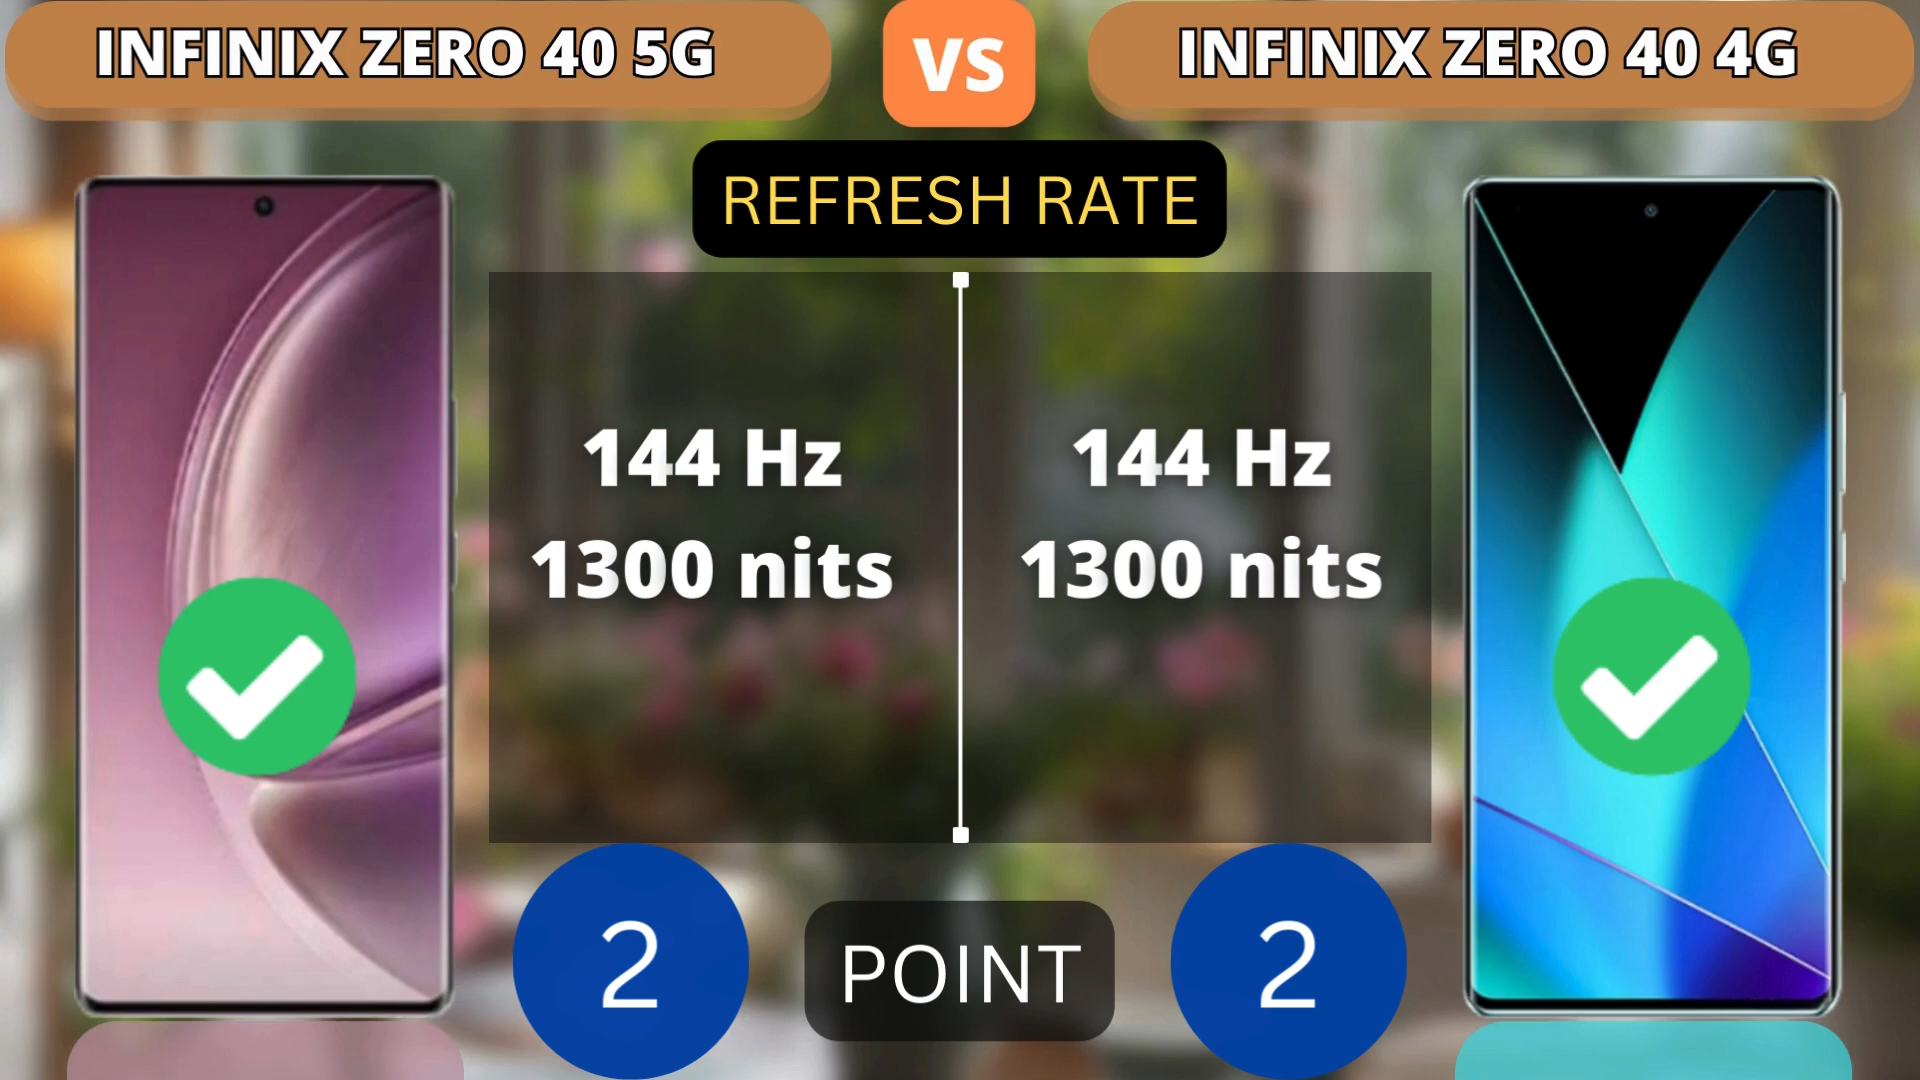 INFINIX ZERO 40 5G
VS
INFINIX ZERO 40 4G
REFRESH RATE
144 Hz
1300 nits
144 Hz
1300 nits
2
POINT
2